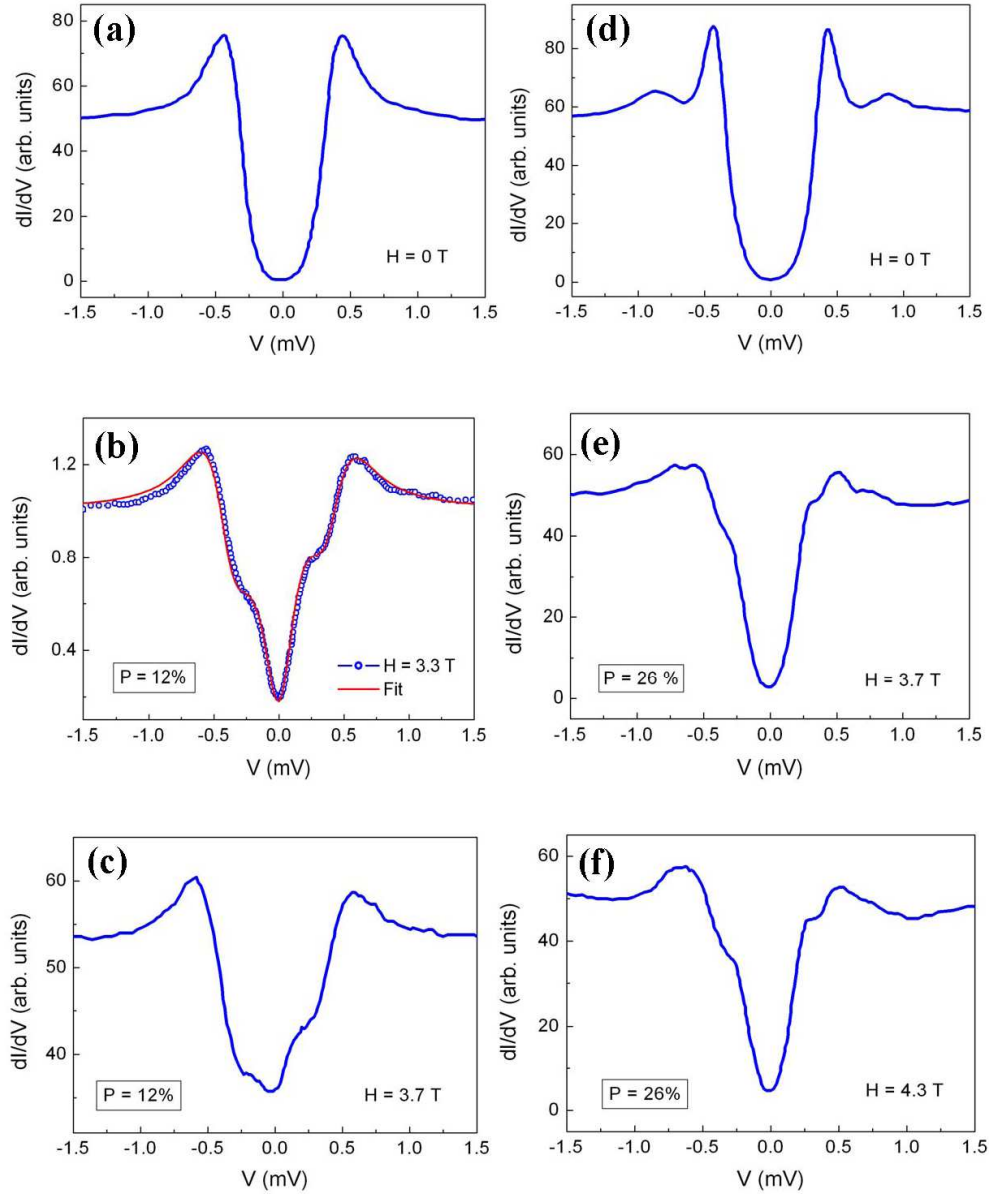 (a)
80
60
40
20
0
dI/dV (arb. units)
H = 0 T
-1.5 -1.0 -0.5 0.0 0.5 1.0 1.5
V (mV)
(d)
80
60
40
20
0
dI/dV (arb. units)
H = 0 T
-1.5 -1.0 -0.5 0.0 0.5 1.0 1.5
V (mV)
(b)
1.2
0.8
0.4
dI/dV (arb. units)
P = 12%
H = 3.3 T
Fit
-1.5 -1.0 -0.5 0.0 0.5 1.0 1.5
V (mV)
(e)
60
40
20
0
dI/dV (arb. units)
P = 26 %
H = 3.7 T
-1.5 -1.0 -0.5 0.0 0.5 1.0 1.5
V (mV)
(c)
60
50
40
dI/dV (arb. units)
P = 12%
H = 3.7 T
-1.5 -1.0 -0.5 0.0 0.5 1.0 1.5
V (mV)
(f)
60
40
20
0
dI/dV (arb. units)
P = 26%
H = 4.3 T
-1.5 -1.0 -0.5 0.0 0.5 1.0 1.5
V (mV)